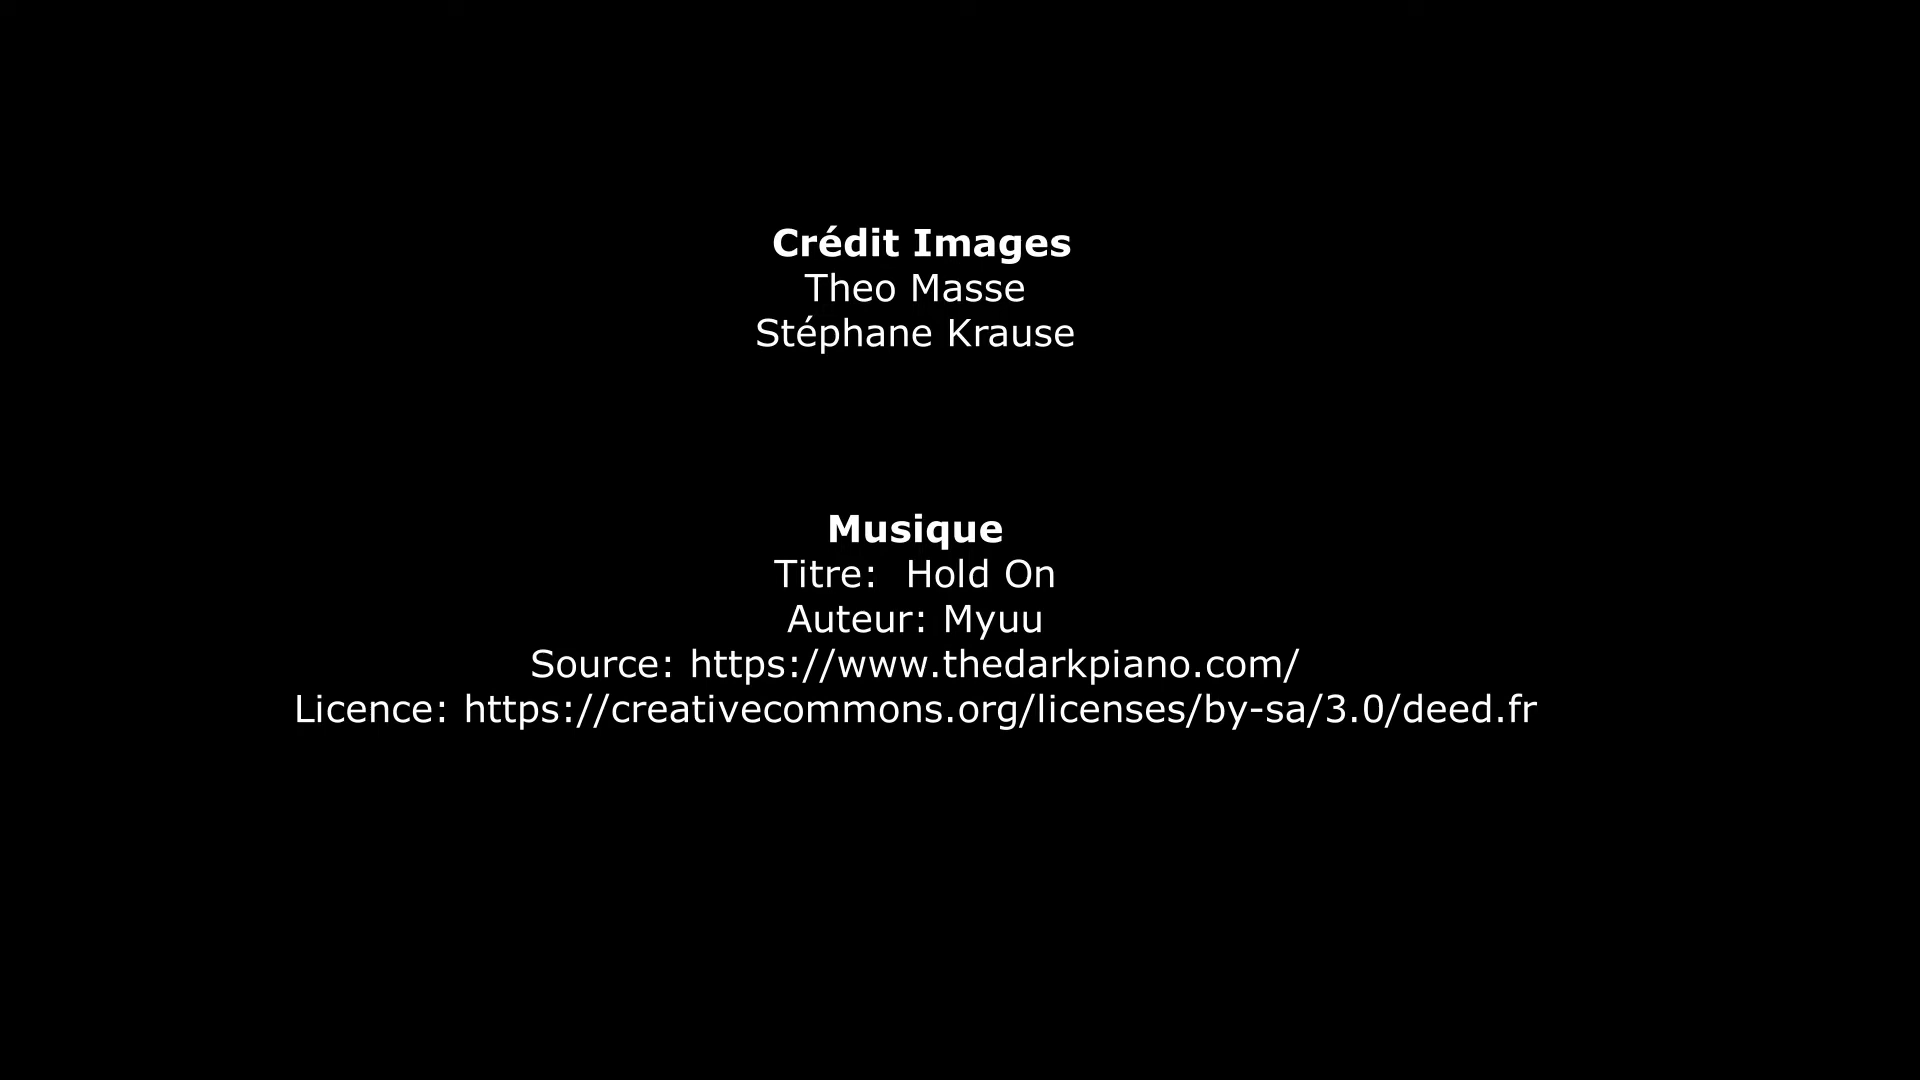 Crédit Images
Theo Masse
Stéphane Krause
Musique
Titre:  Hold On
Auteur: Myuu
Source: https://www.thedarkpiano.com/
Licence: https://creativecommons.org/licenses/by-sa/3.0/deed.fr